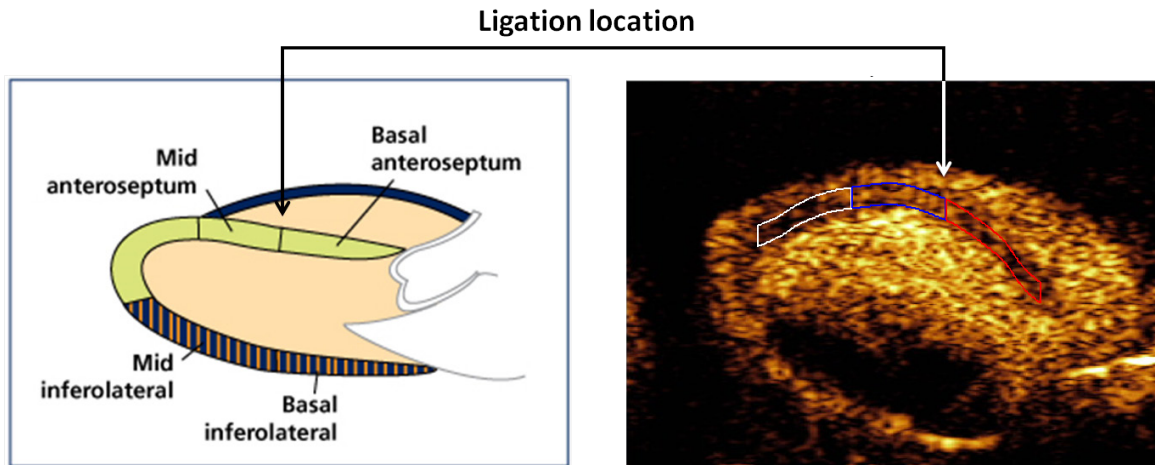 Ligation location
Mid
anteroseptum
Basal
anteroseptum
Mid
inferolateral
Basal
inferolateral